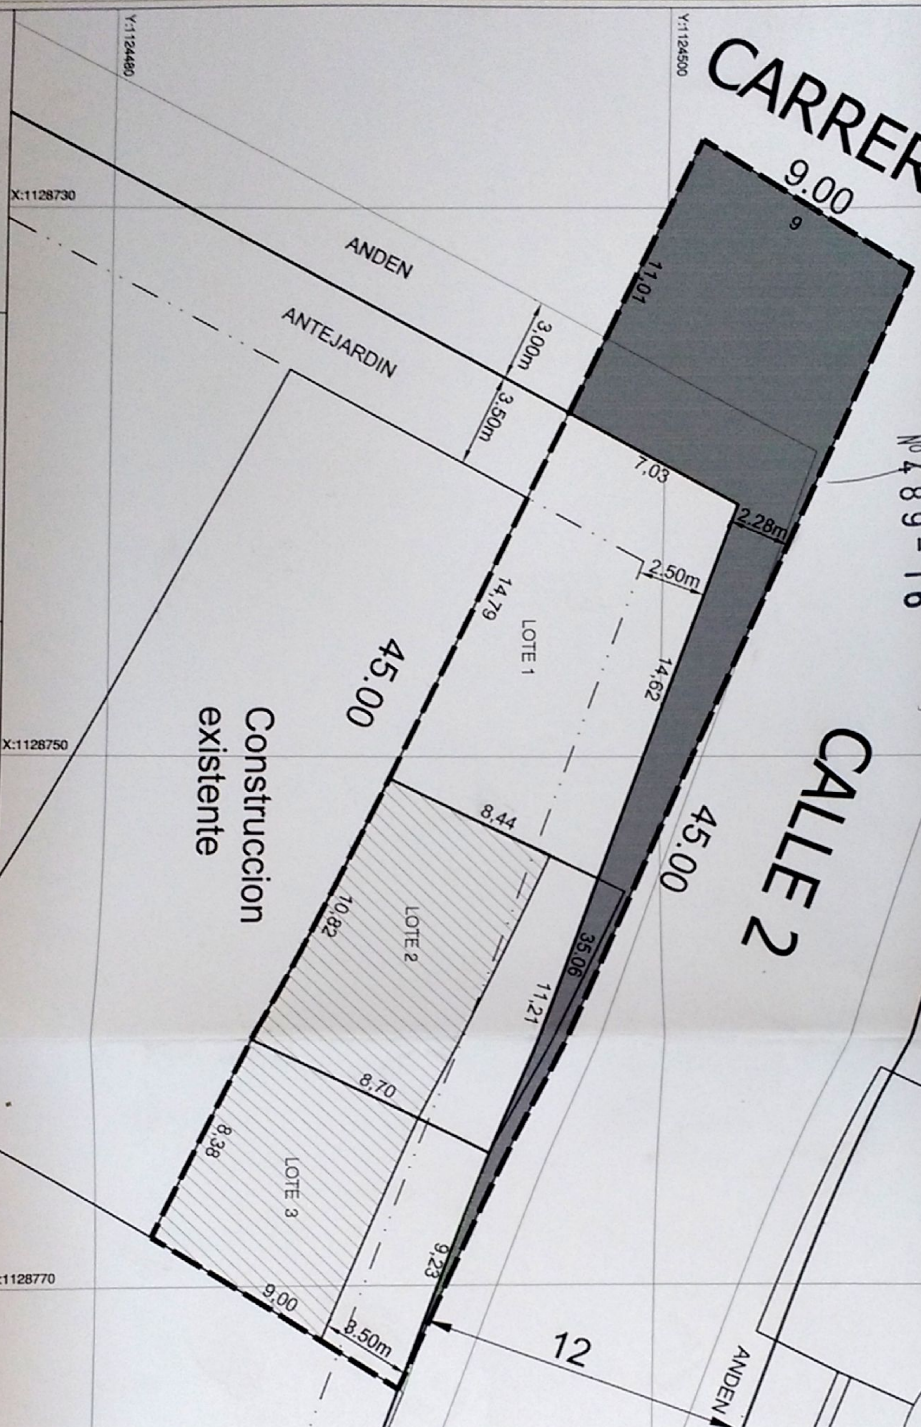 Y:1124480
Y:1124500
CARRER
9.00
9
X:1128730
ANDEN
11,01
ANTEJARDIN
3.00m
3.50m
7,03
Nº 489-16
2.28m
2.50m
14,79
LOTE 1
14,62
45.00
X:1128750
Construccion
existente
CALLE 2
45.00
8,44
10,82
LOTE 2
35,06
11,21
8,70
8,38
LOTE 3
9,23
:1128770
9,00
3.50m
12
ANDEN